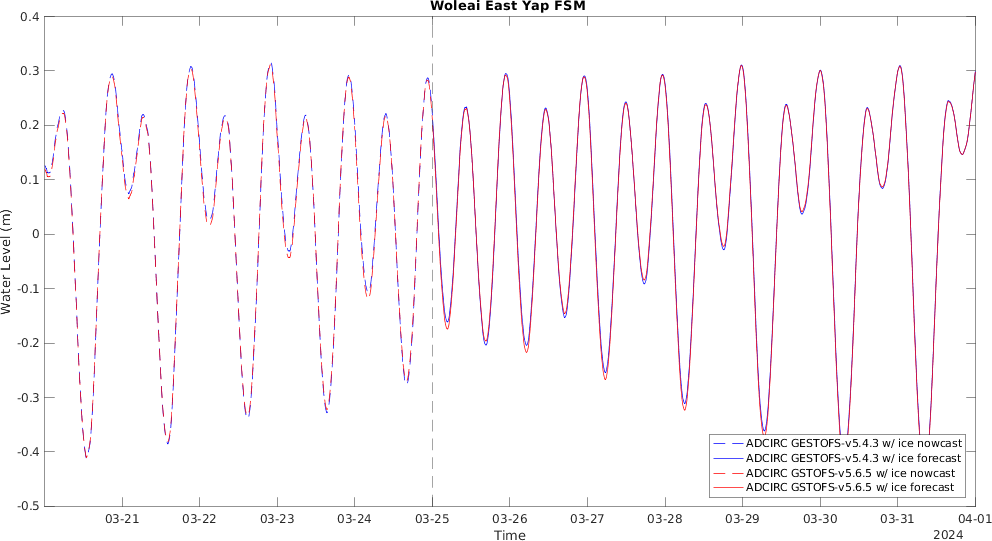 Woleai East Yap FSM
0.4
0.3
0.2
0.1
0
-0.1
-0.2
-0.3
-0.4
-0.5
Water Level (m)
ADCIRC GESTOFS-v5.4.3 w/ ice nowcast
ADCIRC GESTOFS-v5.4.3 w/ ice forecast
ADCIRC GSTOFS-v5.6.5 w/ ice nowcast
ADCIRC GSTOFS-v5.6.5 w/ ice forecast
03-21 03-22 03-23 03-24 03-25 03-26 03-27 03-28 03-29 03-30 03-31 04-01
Time
2024